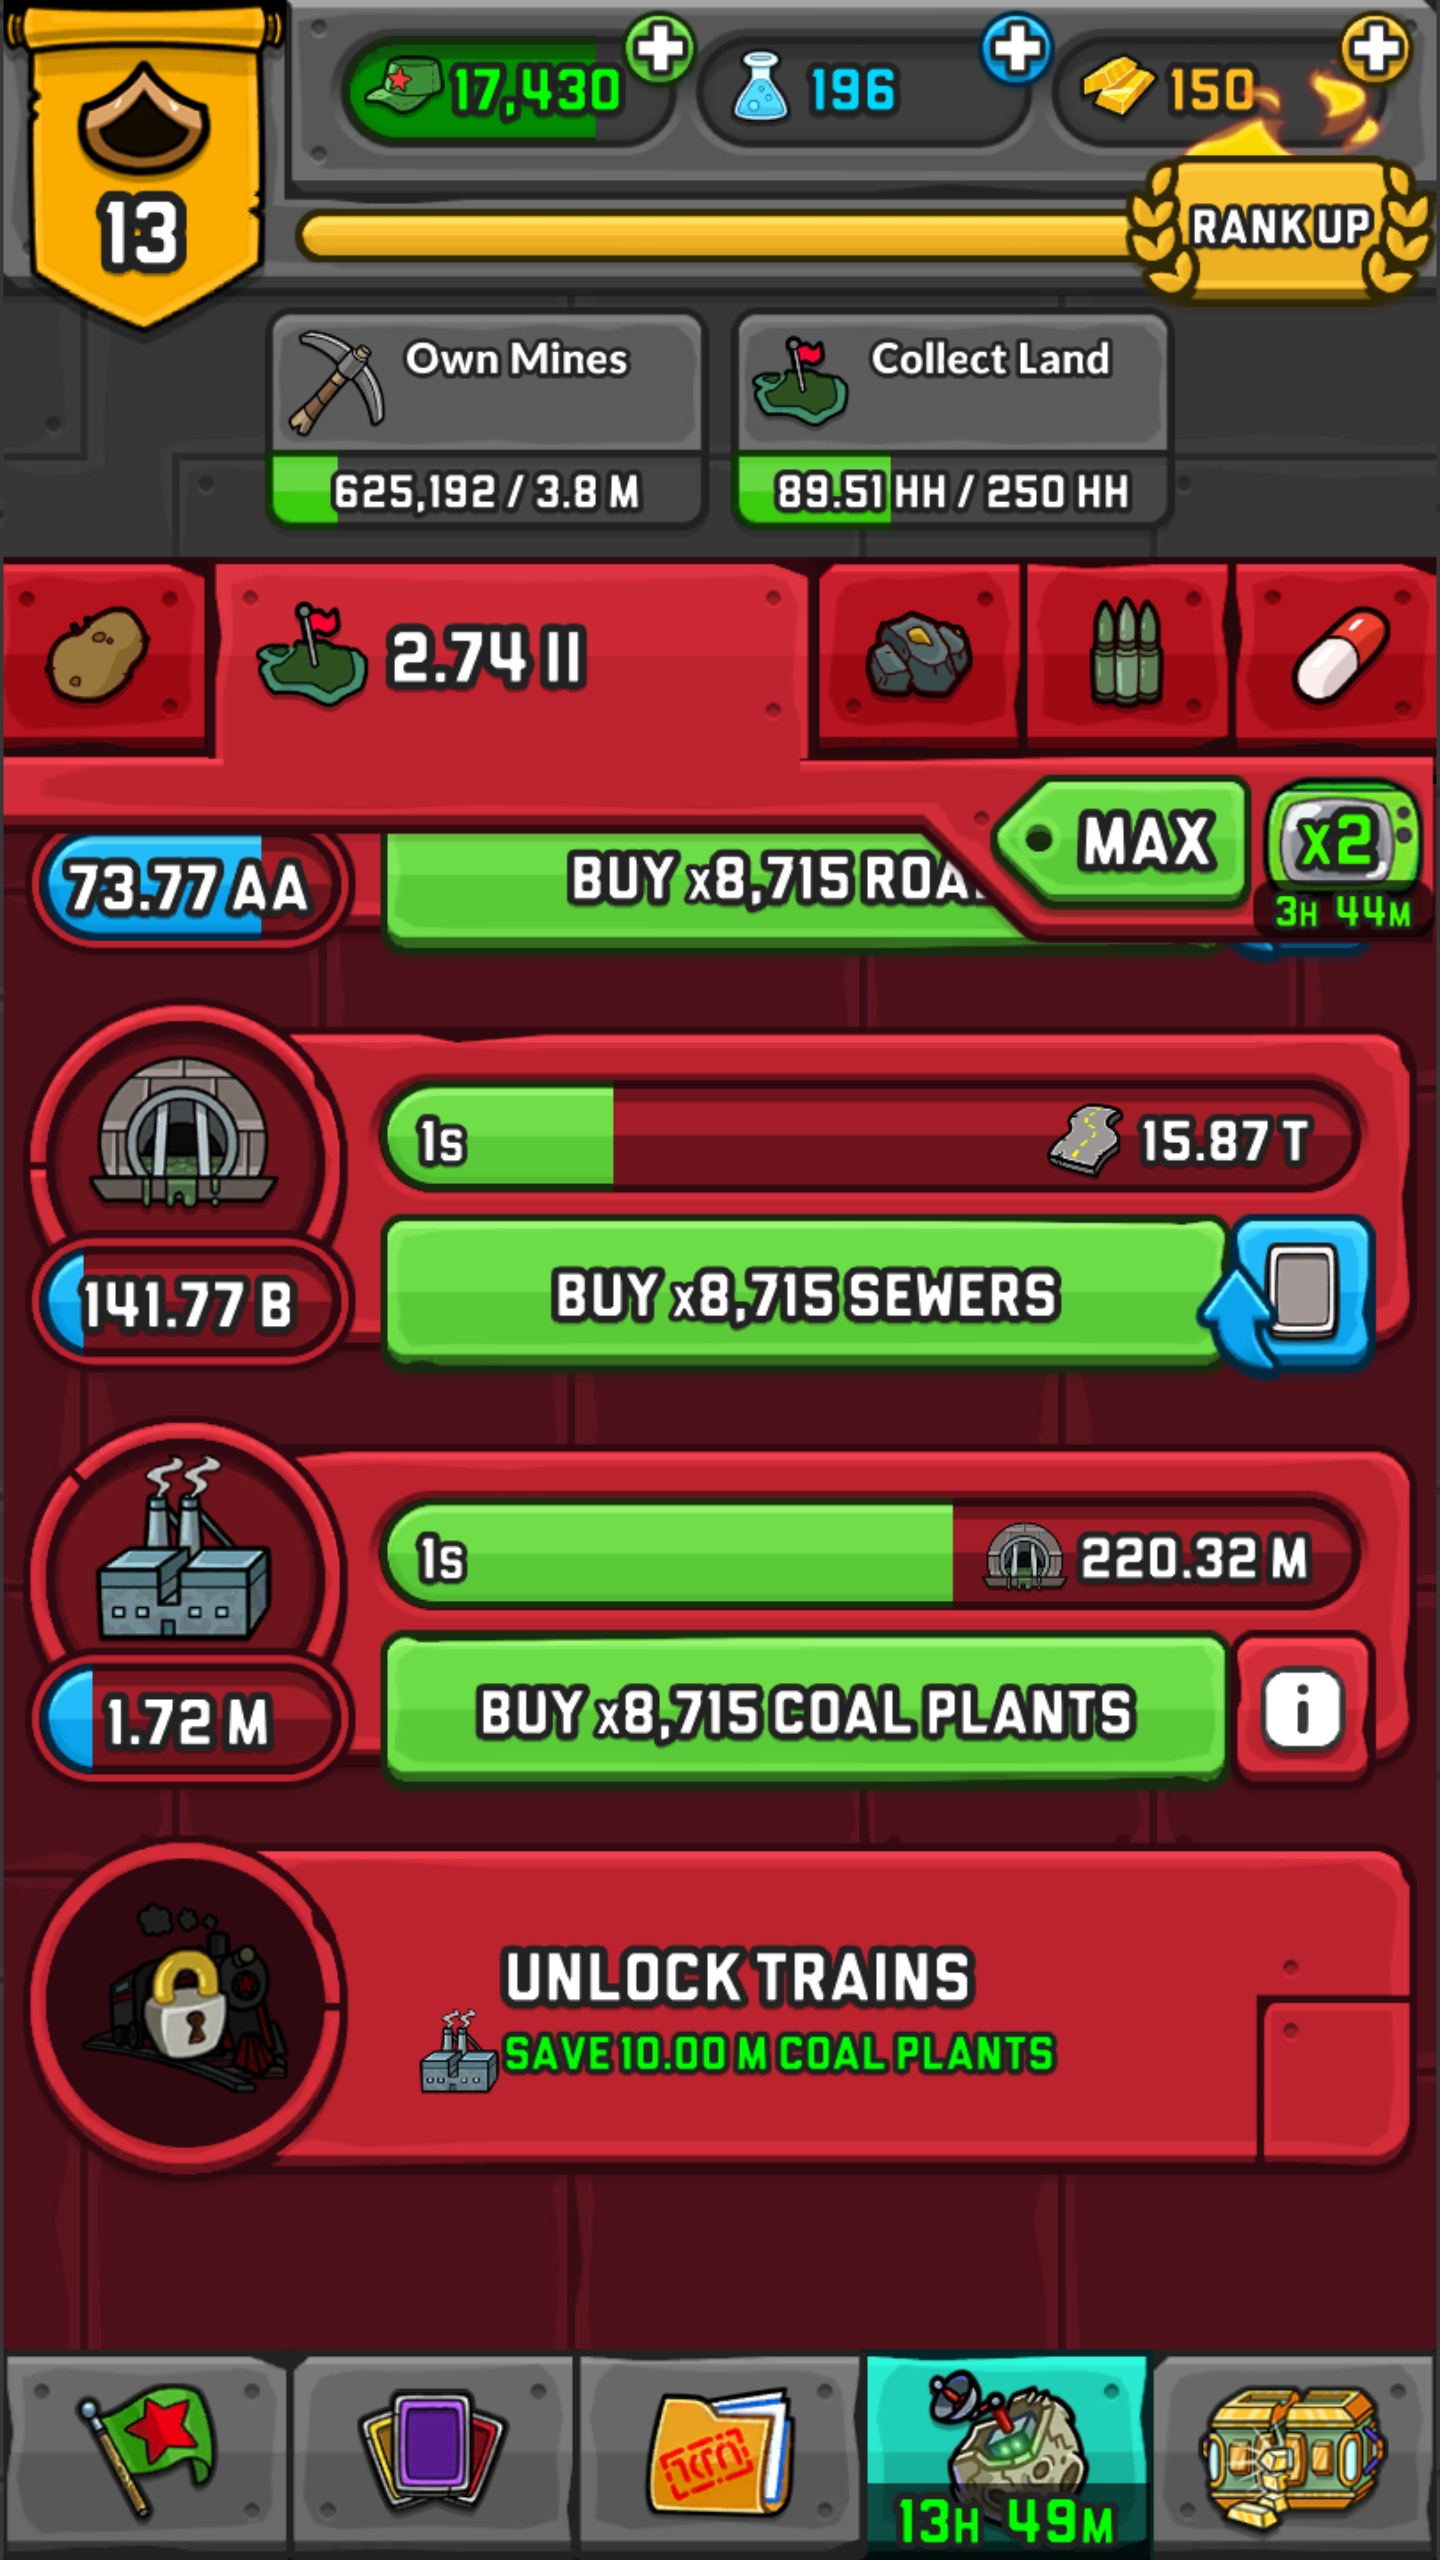 17,430
196
150
13
RANK UP
Own Mines
Collect Land
625,192 / 3.8 M
89.51 HH / 250 HH
2.74 II
MAX
x2
3H 44M
73.77 AA
BUY x8,715
1s
15.87 T
141.77 B
BUY x8,715 SEWERS
1s
220.32 M
1.72 M
BUY x8,715 COAL PLANTS
i
UNLOCK TRAINS
SAVE 10.00 M COAL PLANTS
13H 49M